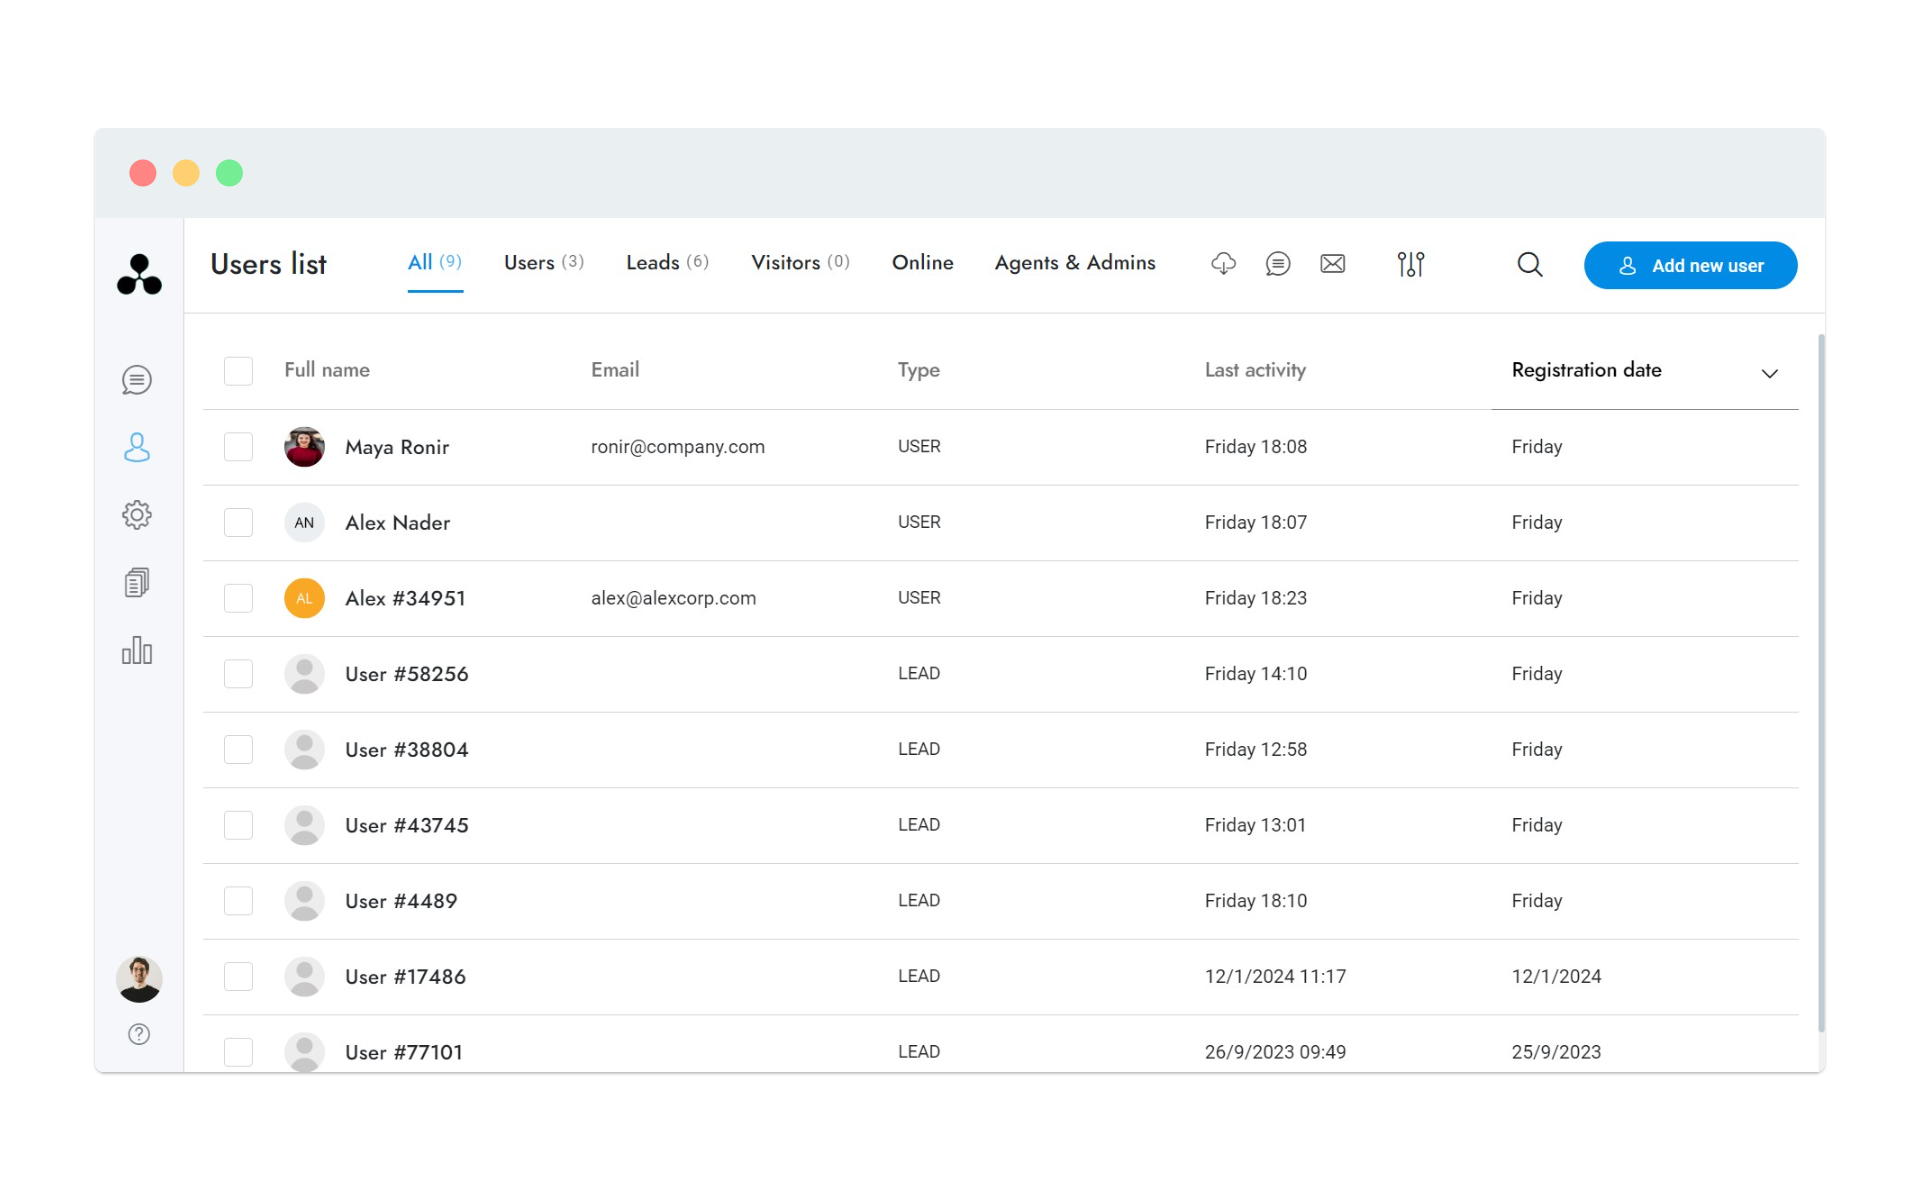 Users list All (9) Users (3) Leads (6) Visitors (0) Online Agents & Admins Add new user
Full name Email Type Last activity Registration date
Maya Ronir ronir@company.com USER Friday 18:08 Friday
AN Alex Nader USER Friday 18:07 Friday
AL Alex #34951 alex@alexcorp.com USER Friday 18:23 Friday
User #58256 LEAD Friday 14:10 Friday
User #38804 LEAD Friday 12:58 Friday
User #43745 LEAD Friday 13:01 Friday
User #4489 LEAD Friday 18:10 Friday
User #17486 LEAD 12/1/2024 11:17 12/1/2024
User #77101 LEAD 26/9/2023 09:49 25/9/2023